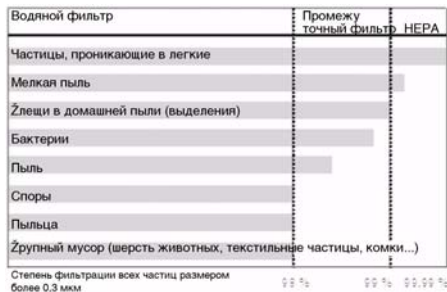 Водяной фильтр
Промежу
точный фильтр HEPA
Частицы, проникающие в легкие
Мелкая пыль
Žлещи в домашней пыли (выделения)
Бактерии
Пыль
Споры
Пыльца
Žрупный мусор (шерсть животных, текстильные частицы, комки...)
Степень фильтрации всех частиц размером
более 0,3 мкм